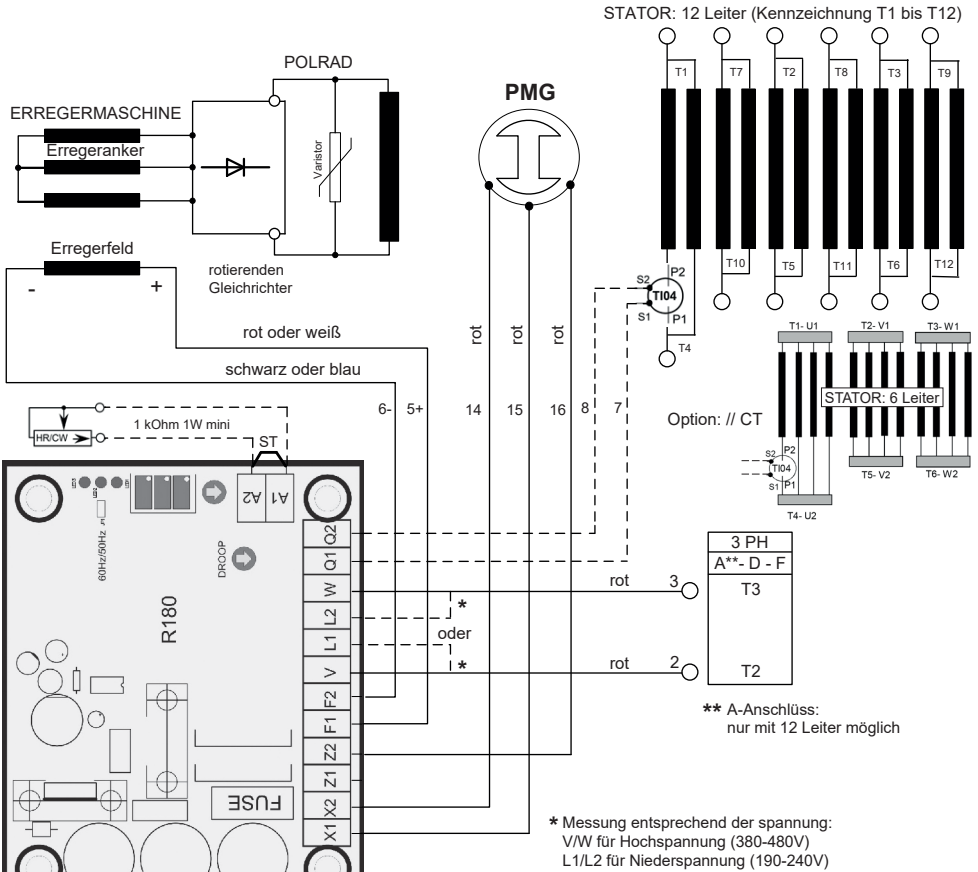 STATOR: 12 Leiter (Kennzeichnung T1 bis T12)
T1
T7
T2
T8
T3
T9
T10
T5
T11
T6
T12
POLRAD
ERREGERMASCHINE
Erregeranker
Varistor
Erregerfeld
-
+
rotierenden
Gleichrichter
PMG
S2
P2
TI04
S1
P1
T4
rot oder weiß
schwarz oder blau
rot
rot
rot
6-
5+
14
15
16
8
7
Option: // CT
T1- U1
T2- V1
T3- W1
STATOR: 6 Leiter
S2
P2
TI04
S1
P1
T4- U2
T5- V2
T6- W2
HR/CW
1 kOhm 1W mini
ST
A2
A1
60Hz/50Hz
DROOP
R180
FUSE
Q2
Q1
W
L2
L1
V
F2
F1
Z2
Z1
X2
X1
*
oder
*
rot
3
rot
2
3 PH
A**- D - F
T3
T2
** A-Anschlüss:
nur mit 12 Leiter möglich
* Messung entsprechend der spannung:
V/W für Hochspannung (380-480V)
L1/L2 für Niederspannung (190-240V)